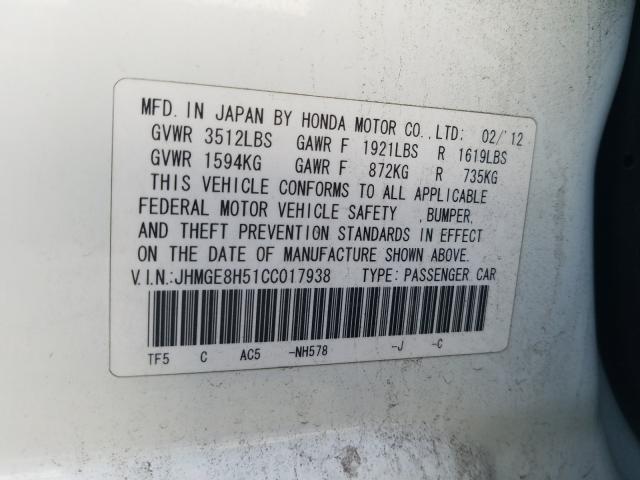 MFD. IN JAPAN BY HONDA MOTOR CO.,LTD: 02/'12
GVWR 3512LBS GAWR F 1921LBS R 1619LBS
GVWR 1594KG GAWR F 872KG R 735KG
THIS VEHICLE CONFORMS TO ALL APPLICABLE
FEDERAL MOTOR VEHICLE SAFETY ,BUMPER,
AND THEFT PREVENTION STANDARDS IN EFFECT
ON THE DATE OF MANUFACTURE SHOWN ABOVE.
V.I.N.:JHMGE8H51CC017938 TYPE: PASSENGER CAR
TF5 C AC5 -NH578 -J -C